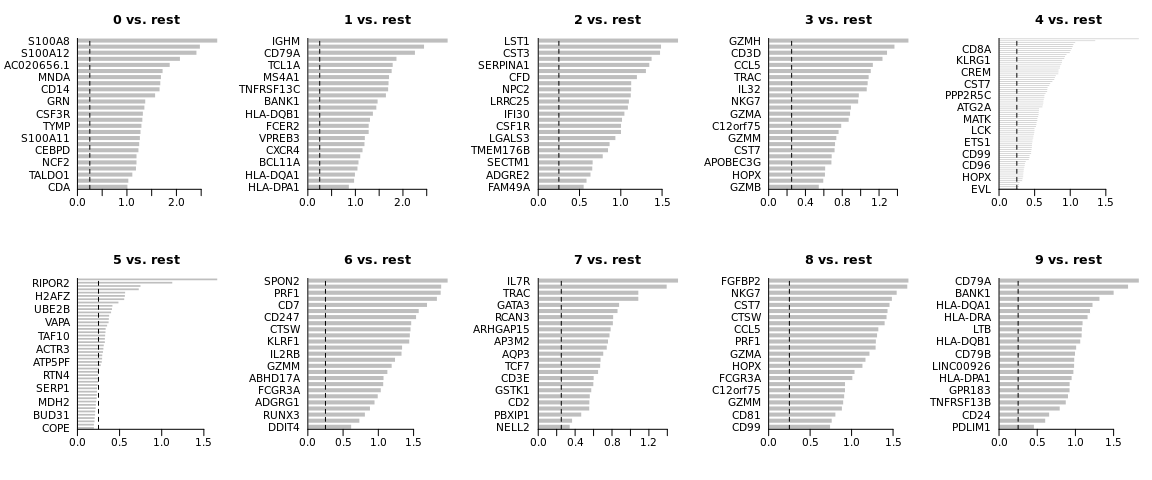 0 vs. rest
S100A8
S100A12
AC020656.1
MNDA
CD14
GRN
CSF3R
TYMP
S100A11
CEBPD
NCF2
TALDO1
CDA
0.0 1.0 2.0
1 vs. rest
IGHM
CD79A
TCL1A
MS4A1
TNFRSF13C
BANK1
HLA-DQB1
FCER2
VPREB3
CXCR4
BCL11A
HLA-DQA1
HLA-DPA1
0.0 1.0 2.0
2 vs. rest
LST1
CST3
SERPINA1
CFD
NPC2
LRRC25
IFI30
CSF1R
LGALS3
TMEM176B
SECTM1
ADGRE2
FAM49A
0.0 0.5 1.0 1.5
3 vs. rest
GZMH
CD3D
CCL5
TRAC
IL32
NKG7
GZMA
C12orf75
GZMM
CST7
APOBEC3G
HOPX
GZMB
0.0 0.4 0.8 1.2
4 vs. rest
CD8A
KLRG1
CREM
CST7
PPP2R5C
ATG2A
MATK
LCK
ETS1
CD99
CD96
HOPX
EVL
0.0 0.5 1.0 1.5
5 vs. rest
RIPOR2
H2AFZ
UBE2B
VAPA
TAF10
ACTR3
ATP5PF
RTN4
SERP1
MDH2
BUD31
COPE
0.0 0.5 1.0 1.5
6 vs. rest
SPON2
PRF1
CD7
CD247
CTSW
KLRF1
IL2RB
GZMM
ABHD17A
FCGR3A
ADGRG1
RUNX3
DDIT4
0.0 0.5 1.0 1.5
7 vs. rest
IL7R
TRAC
GATA3
RCAN3
ARHGAP15
AP3M2
AQP3
TCF7
CD3E
GSTK1
CD2
PBXIP1
NELL2
0.0 0.4 0.8 1.2
8 vs. rest
FGFBP2
NKG7
CST7
CTSW
CCL5
PRF1
GZMA
HOPX
FCGR3A
C12orf75
GZMM
CD81
CD99
0.0 0.5 1.0 1.5
9 vs. rest
CD79A
BANK1
HLA-DQA1
HLA-DRA
LTB
HLA-DQB1
CD79B
LINC00926
HLA-DPA1
GPR183
TNFRSF13B
CD24
PDLIM1
0.0 0.5 1.0 1.5